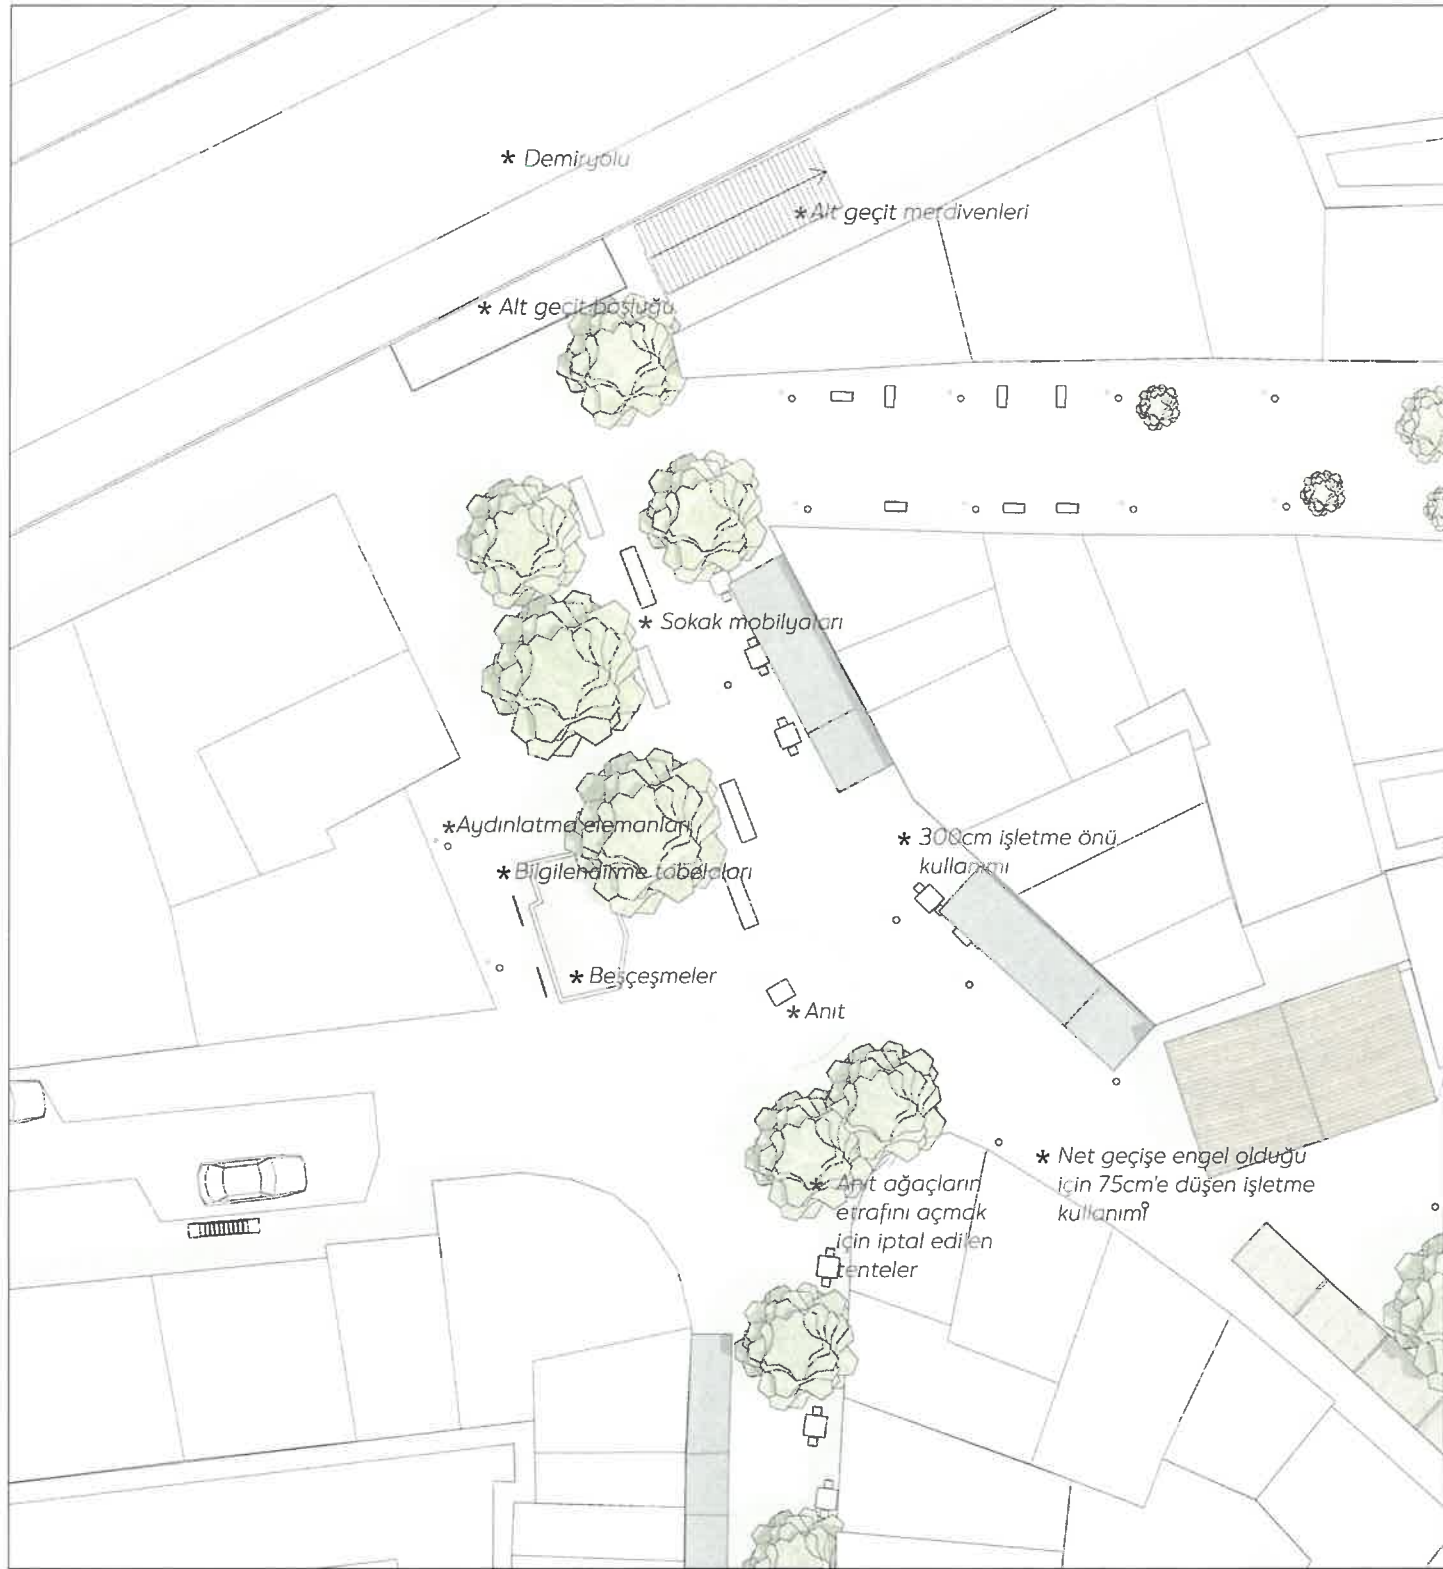 * Demiryolu
* Alt geçit merdivenleri
* Alt geçit boşluğu
* Sokak mobilyaları
* Aydınlatma elemanları
* 300cm işletme önü
kullanımı
* Bilgilendirme tabelaları
* Beşçeşmeler
* Anıt
* Net geçişe engel olduğu
için 75cm'e düşen işletme
kullanımı
* Anıt ağaçların
etrafını açmak
için iptal edilen
tenteler